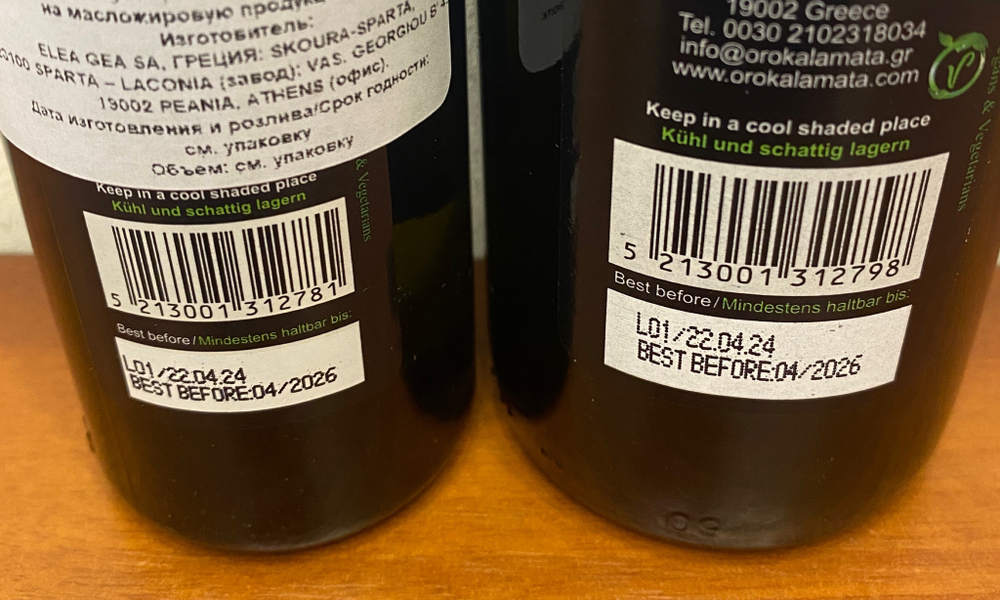 на масложировую
Изготовитель:
ELEA GEA SA, ГРЕЦИЯ: SKOURA-SPARTA,
SPARTA – LACONIA (завод); VAS. GEORGIOU B'
19002 PEANIA, ATHENS (офис).
Дата изготовления и розлива/Срок годности:
см. упаковку
Объем: см. упаковку
Keep in a cool shaded place
Kühl und schattig lagern
& Vegetarians
5 213001 312781
Best before / Mindestens haltbar bis:
L01/22.04.24
BEST BEFORE:04/2026
19002 Greece
Tel. 0030 2102318034
info@orokalamata.gr
www.orokalamata.com
& Vegetarians
Keep in a cool shaded place
Kühl und schattig lagern
5 213001 312798
Best before / Mindestens haltbar bis:
L01/22.04.24
BEST BEFORE:04/2026